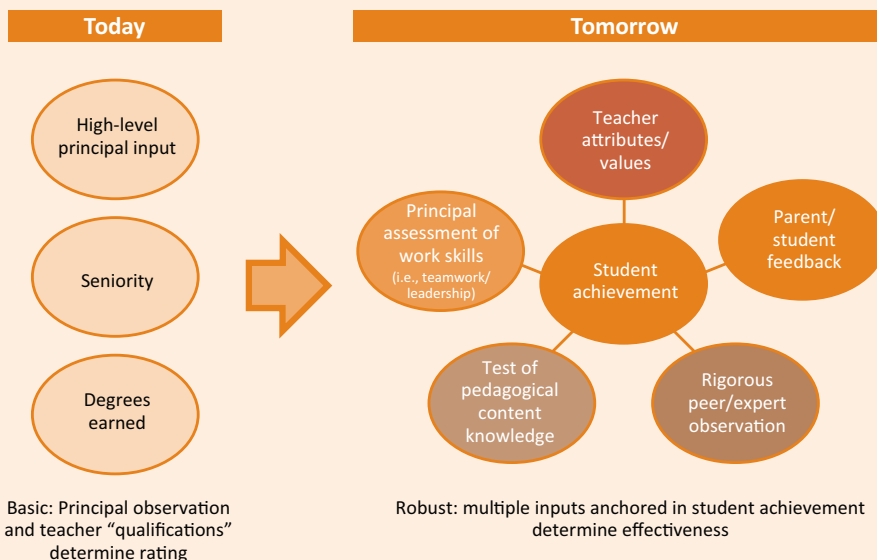 Today
High-level
principal input
Seniority
Degrees
earned
Basic: Principal observation
and teacher “qualifications”
determine rating
Tomorrow
Teacher
attributes/
values
Principal
assessment of
work skills
(i.e., teamwork/
leadership)
Parent/
student
feedback
Student
achievement
Test of
pedagogical
content
knowledge
Rigorous
peer/expert
observation
Robust: multiple inputs anchored in student achievement
determine effectiveness